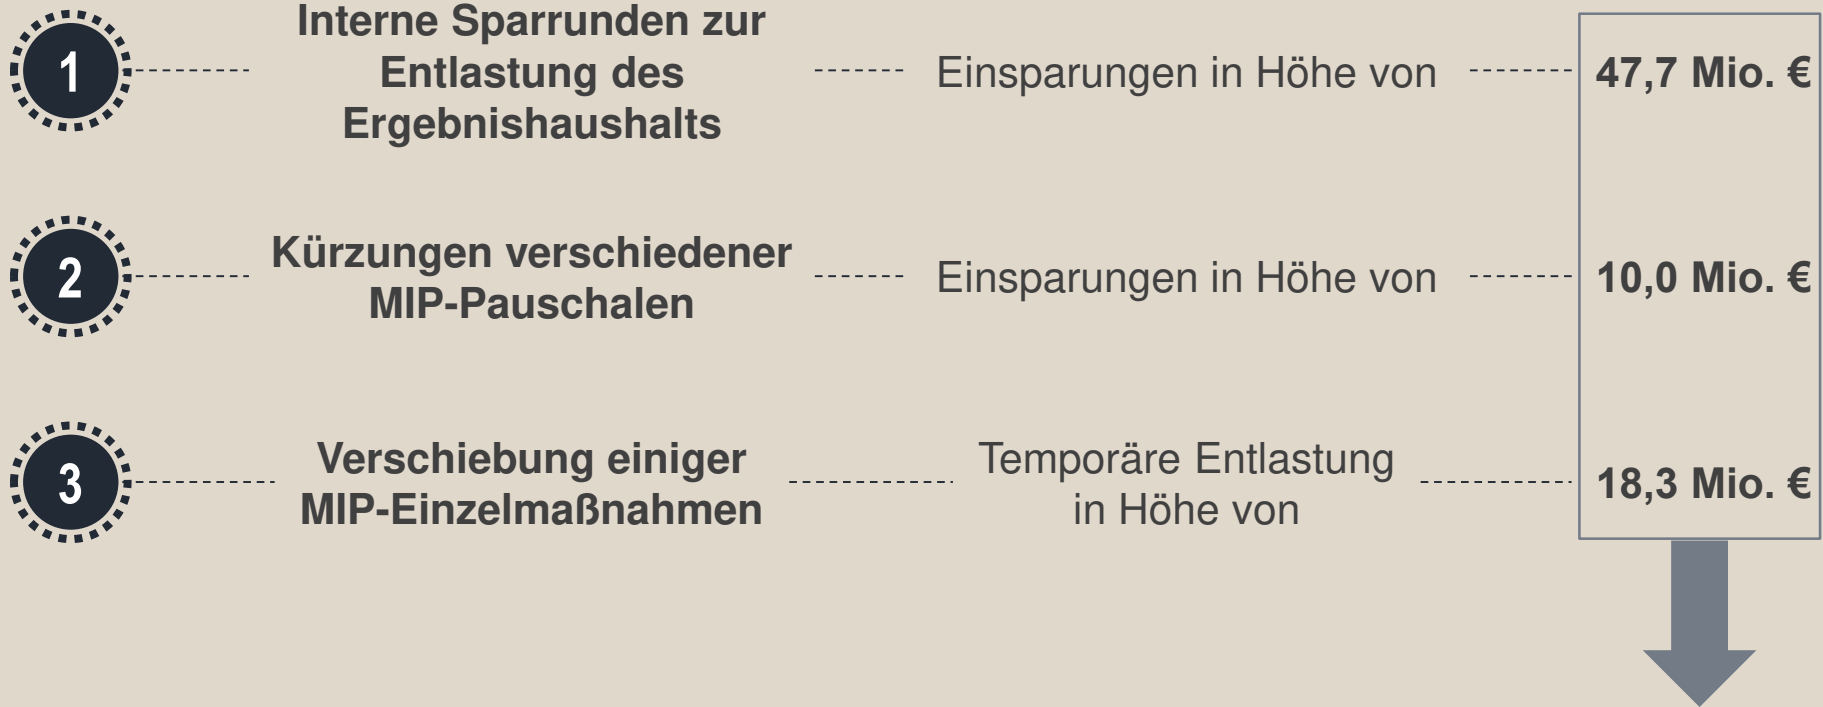 1
Interne Sparrunden zur
Entlastung des
Ergebnishaushalts
Einsparungen in Höhe von
47,7 Mio. €
2
Kürzungen verschiedener
MIP-Pauschalen
Einsparungen in Höhe von
10,0 Mio. €
3
Verschiebung einiger
MIP-Einzelmaßnahmen
Temporäre Entlastung
in Höhe von
18,3 Mio. €